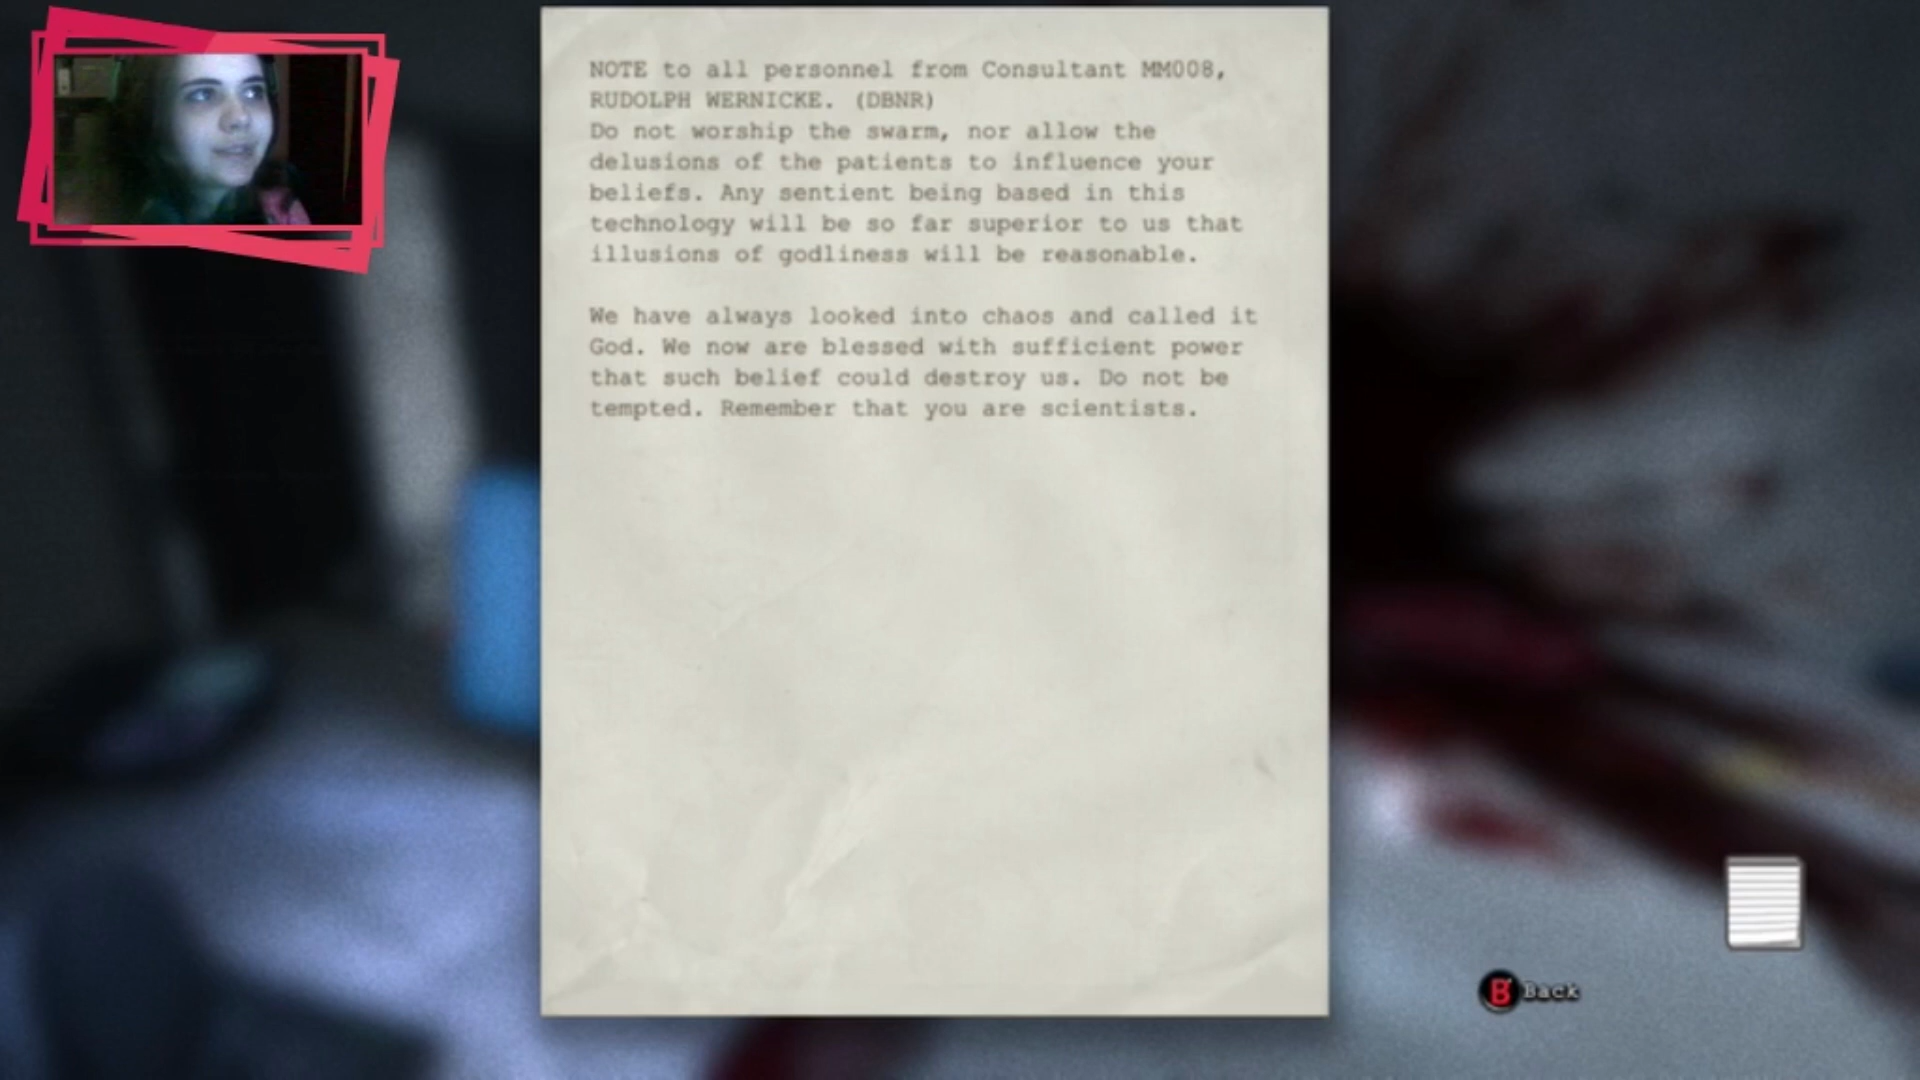 NOTE to all personnel from Consultant MM008,
RUDOLPH WERNICKE. (DBNR)
Do not worship the swarm, nor allow the
delusions of the patients to influence your
beliefs. Any sentient being based in this
technology will be so far superior to us that
illusions of godliness will be reasonable.
We have always looked into chaos and called it
God. We now are blessed with sufficient power
that such belief could destroy us. Do not be
tempted. Remember that you are scientists.
B Back